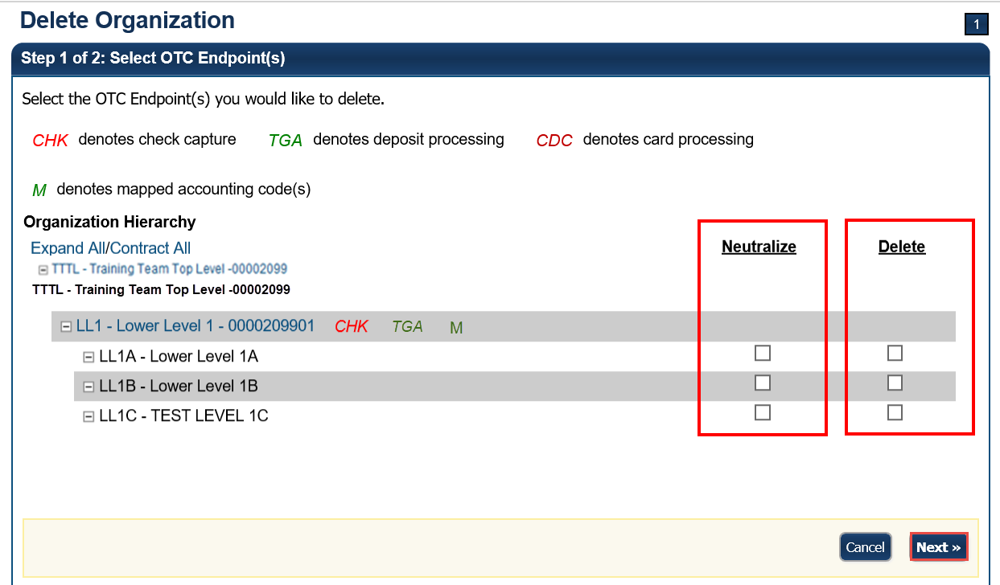 Delete Organization
1
Step 1 of 2: Select OTC Endpoint(s)
Select the OTC Endpoint(s) you would like to delete.
CHK denotes check capture TGA denotes deposit processing CDC denotes card processing
M denotes mapped accounting code(s)
Organization Hierarchy
Expand All/Contract All Neutralize Delete
TTTL - Training Team Top Level -00002099
TTTL - Training Team Top Level -00002099
LL1 - Lower Level 1 - 0000209901 CHK TGA M
LL1A - Lower Level 1A
LL1B - Lower Level 1B
LL1C - TEST LEVEL 1C
Cancel Next »